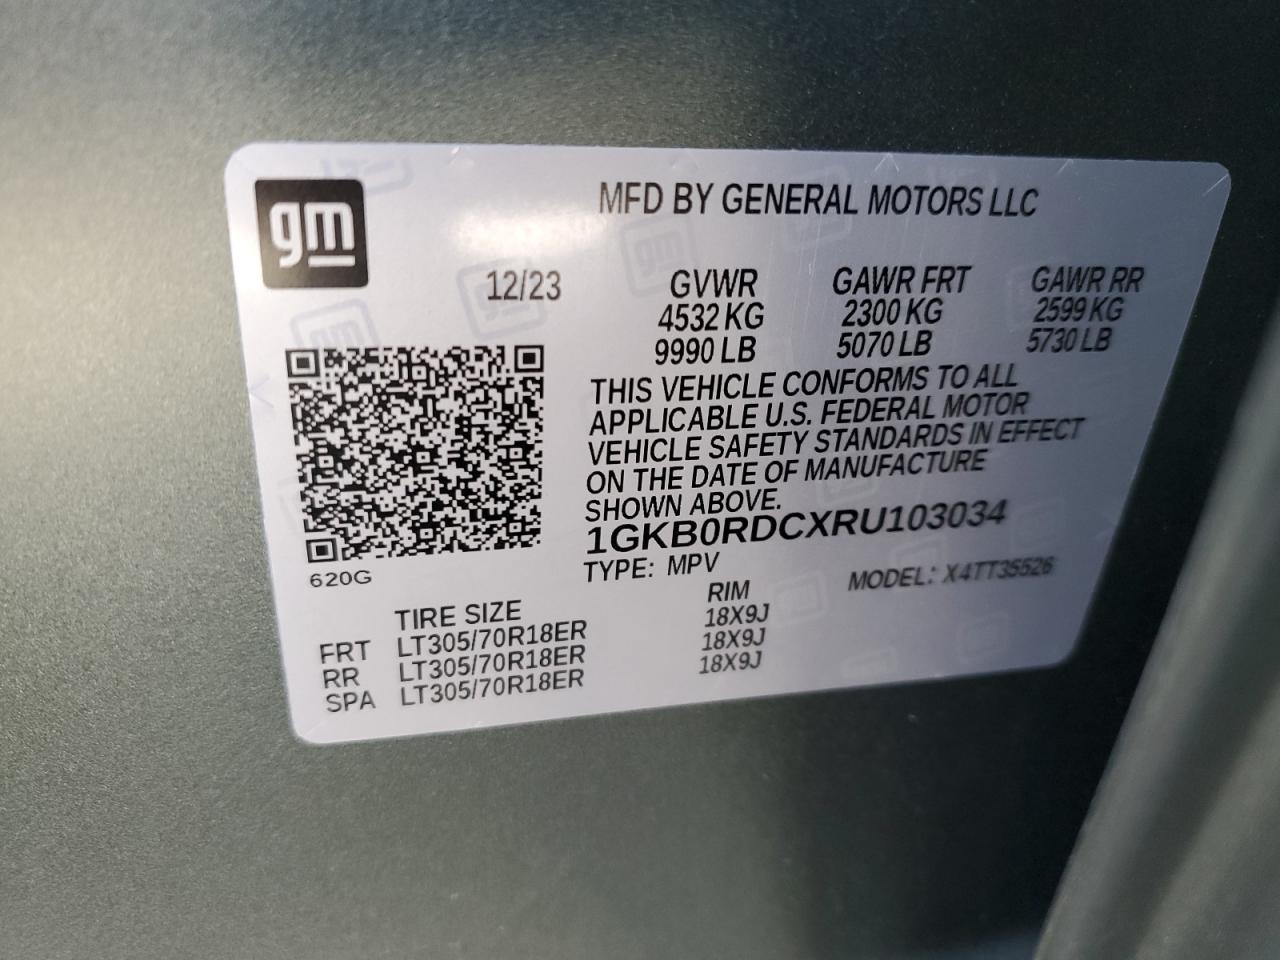 gm
MFD BY GENERAL MOTORS LLC
12/23
GVWR GAWR FRT GAWR RR
4532 KG 2300 KG 2599 KG
9990 LB 5070 LB 5730 LB
THIS VEHICLE CONFORMS TO ALL
APPLICABLE U.S. FEDERAL MOTOR
VEHICLE SAFETY STANDARDS IN EFFECT
ON THE DATE OF MANUFACTURE
SHOWN ABOVE.
1GKB0RDCXRU103034
TYPE: MPV MODEL: X4TT35526
620G
TIRE SIZE RIM
FRT LT305/70R18ER 18X9J
RR LT305/70R18ER 18X9J
SPA LT305/70R18ER 18X9J